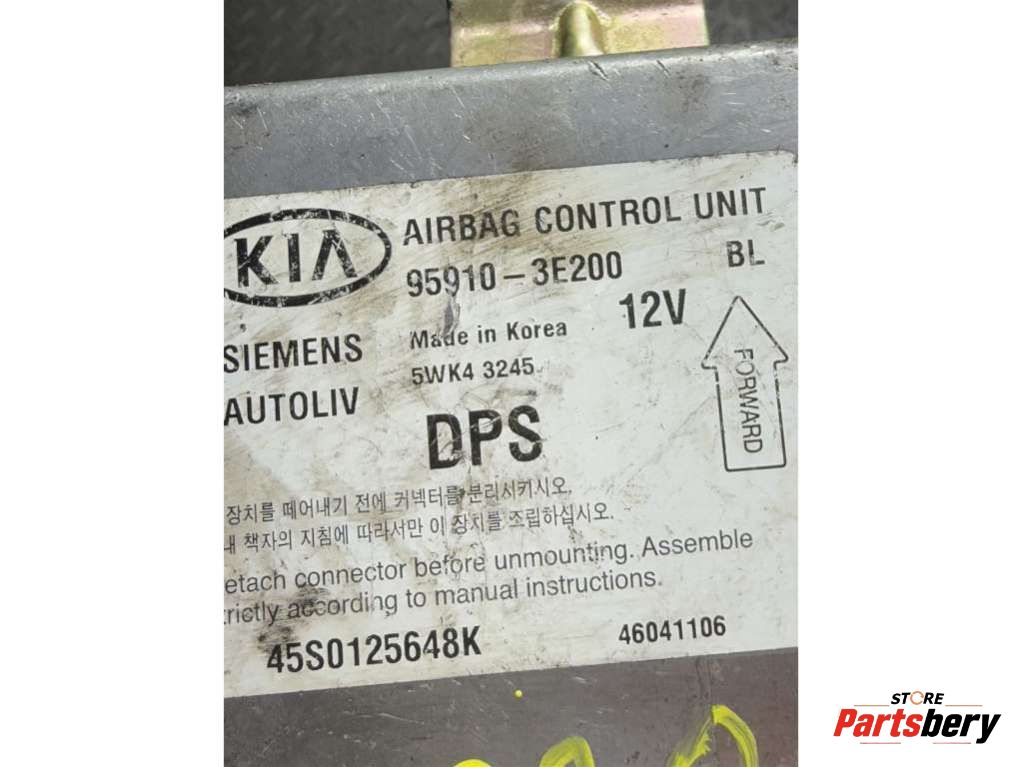 KIA
AIRBAG CONTROL UNIT
95910-3E200
BL
SIEMENS
AUTOLIV
Made in Korea
5WK4 3245
12V
FORWARD
DPS
장치를 떼어내기 전에 커넥터를 분리시키시오.
내 책자의 지침에 따라서만 이 장치를 조립하십시오.
etach connector before unmounting. Assemble
trictly according to manual instructions.
45S0125648K
46041106
STORE
Partsbery